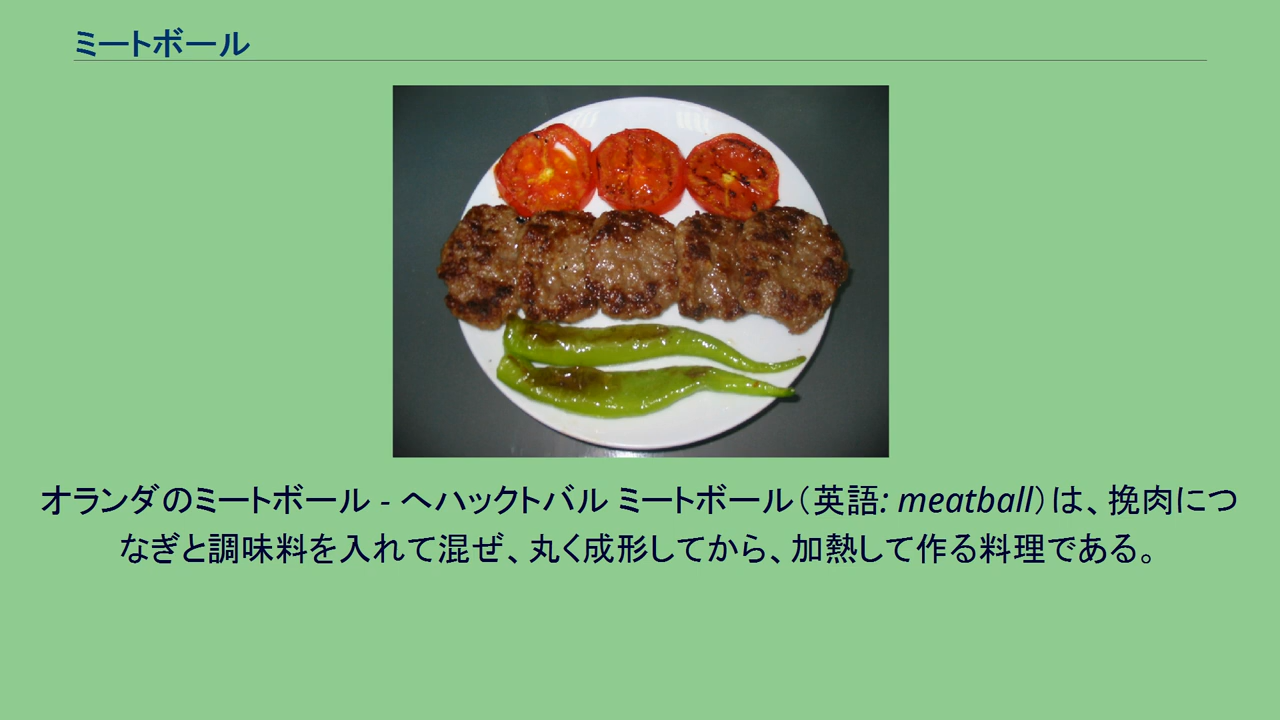 ミートボール
オランダのミートボール - ヘハックトバル ミートボール（英語: meatball）は、挽肉につ
なぎと調味料を入れて混ぜ、丸く成形してから、加熱して作る料理である。